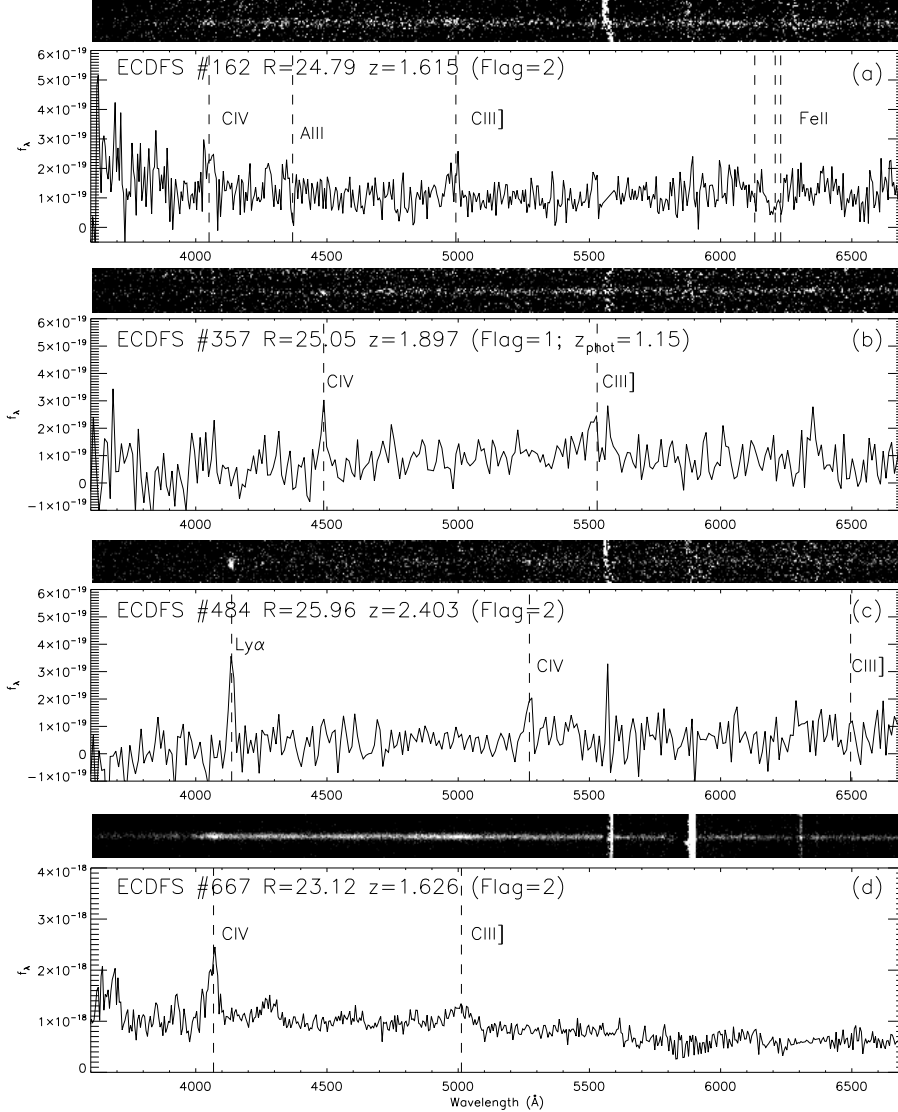 ECDFS #162 R=24.79 z=1.615 (Flag=2)
(a)
CIV
AlIII
CIII]
FeII
6×10⁻¹⁹
5×10⁻¹⁹
4×10⁻¹⁹
3×10⁻¹⁹
2×10⁻¹⁹
1×10⁻¹⁹
0
fλ
4000 4500 5000 5500 6000 6500
ECDFS #357 R=25.05 z=1.897 (Flag=1; zphot=1.15)
(b)
CIV
CIII]
6×10⁻¹⁹
5×10⁻¹⁹
4×10⁻¹⁹
3×10⁻¹⁹
2×10⁻¹⁹
1×10⁻¹⁹
0
−1×10⁻¹⁹
fλ
4000 4500 5000 5500 6000 6500
ECDFS #484 R=25.96 z=2.403 (Flag=2)
(c)
Lyα
CIV
CIII]
6×10⁻¹⁹
5×10⁻¹⁹
4×10⁻¹⁹
3×10⁻¹⁹
2×10⁻¹⁹
1×10⁻¹⁹
0
−1×10⁻¹⁹
fλ
4000 4500 5000 5500 6000 6500
ECDFS #667 R=23.12 z=1.626 (Flag=2)
(d)
CIV
CIII]
4×10⁻¹⁸
3×10⁻¹⁸
2×10⁻¹⁸
1×10⁻¹⁸
0
fλ
4000 4500 5000 5500 6000 6500
Wavelength (Å)